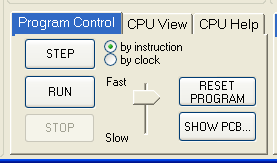 Program Control CPU View CPU Help
STEP
by instruction
by clock
RUN
Fast
RESET
PROGRAM
STOP
Slow
SHOW PCB...